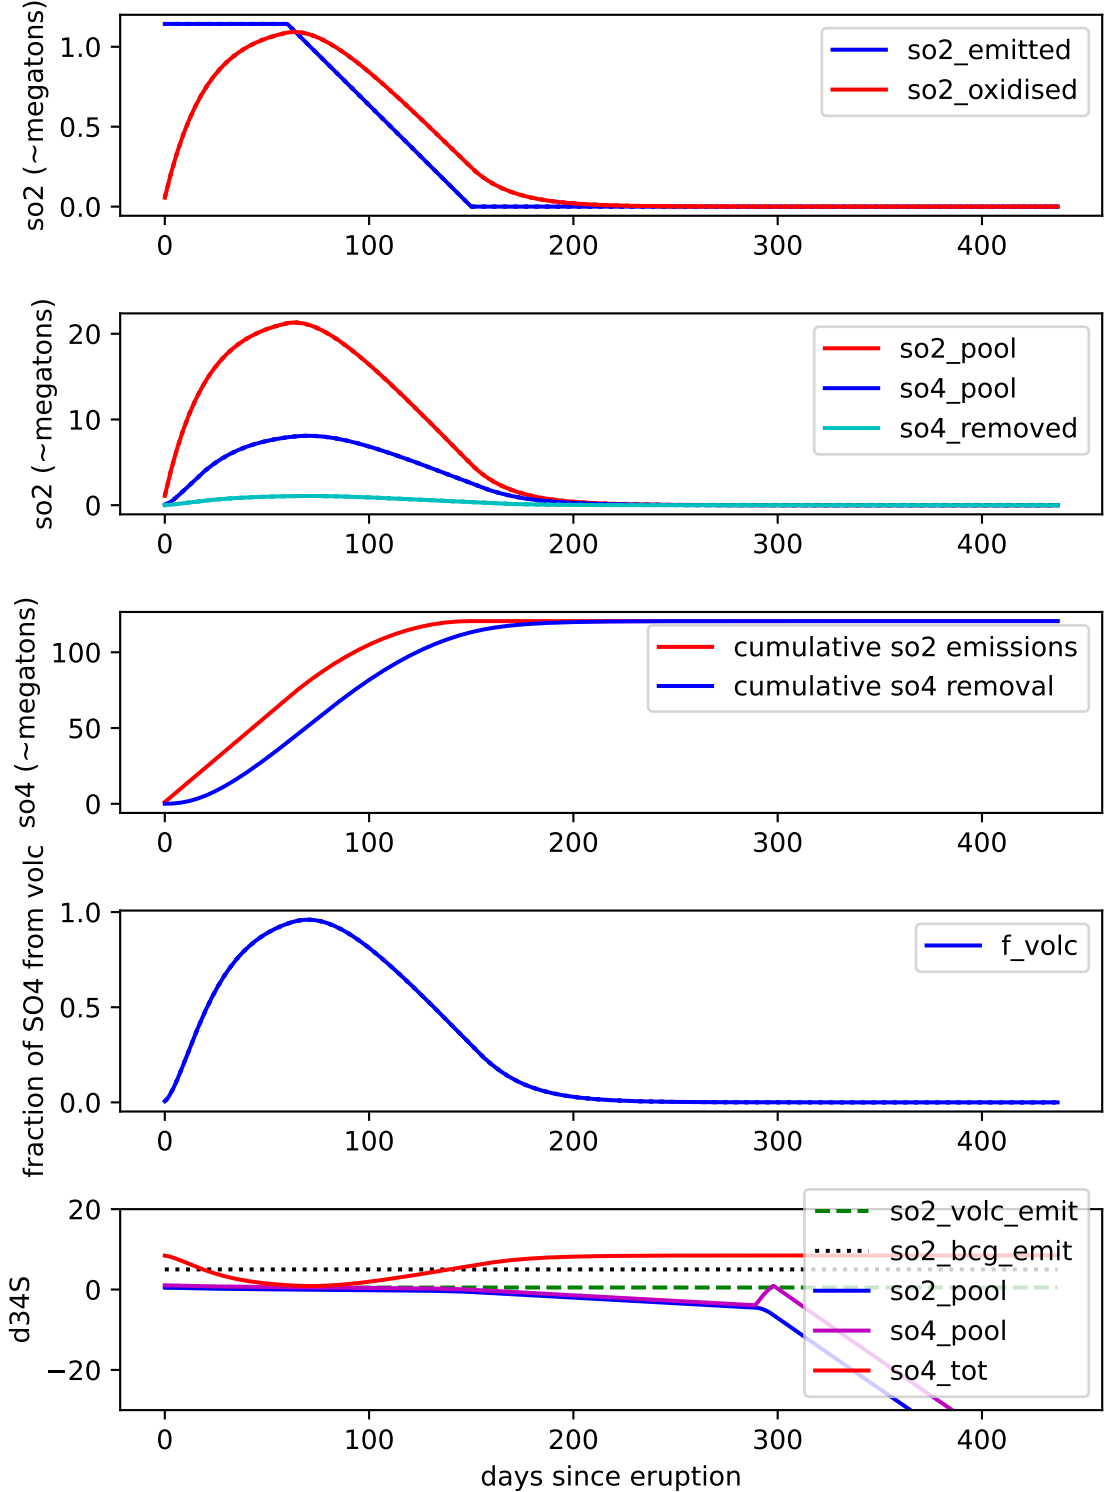 so2 (~megatons)
1.0
0.5
0.0
so2_emitted
so2_oxidised
0 100 200 300 400
so2 (~megatons)
20
10
0
so2_pool
so4_pool
so4_removed
0 100 200 300 400
so4 (~megatons)
100
50
0
cumulative so2 emissions
cumulative so4 removal
0 100 200 300 400
fraction of SO4 from volc
1.0
0.5
0.0
f_volc
0 100 200 300 400
d34S
20
0
−20
so2_volc_emit
so2_bcg_emit
so2_pool
so4_pool
so4_tot
0 100 200 300 400
days since eruption